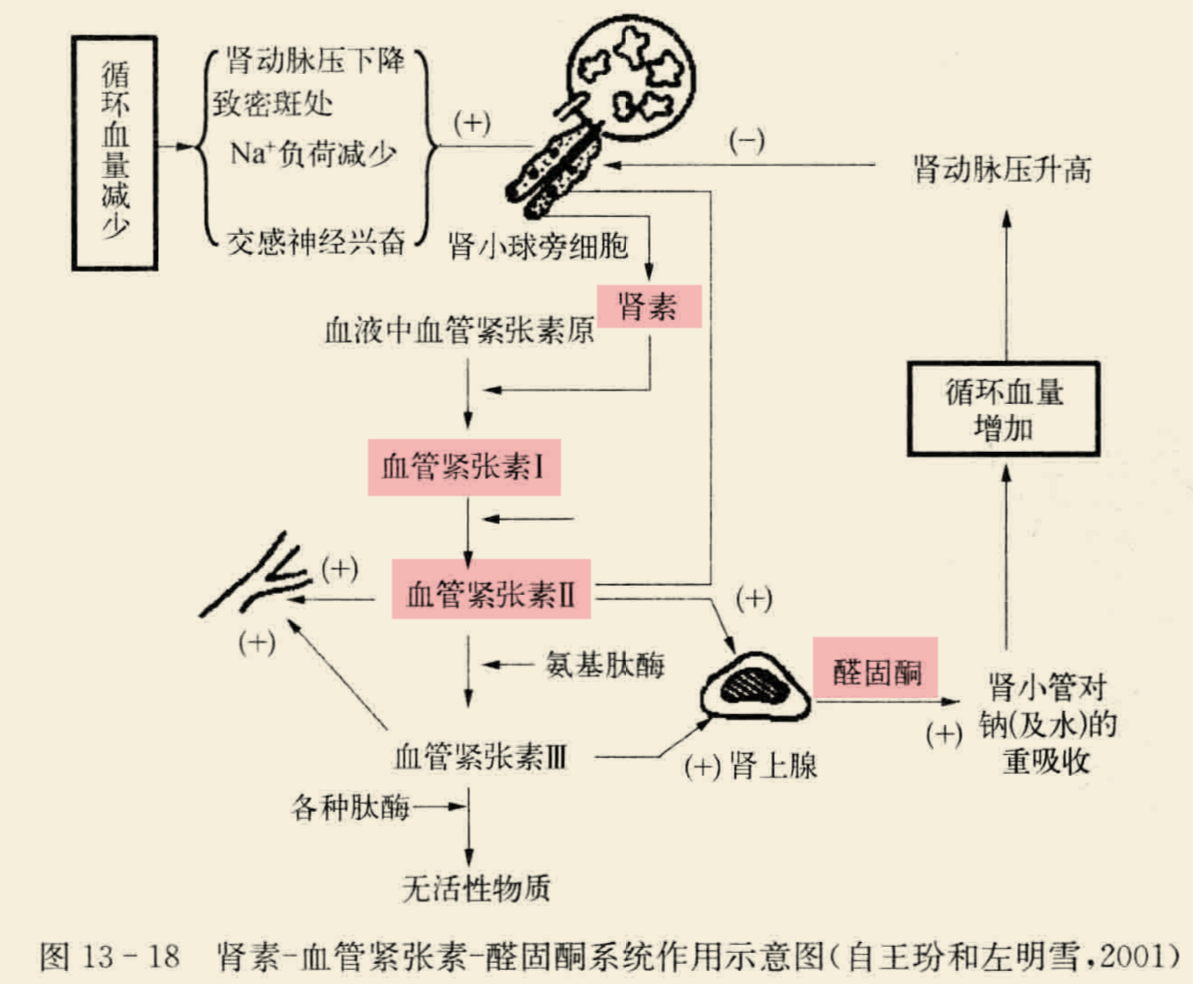 循环血量减少
肾动脉压下降
致密斑处
Na⁺负荷减少
交感神经兴奋
(+)
(−)
肾动脉压升高
肾小球旁细胞
肾素
血液中血管紧张素原
循环血量
增加
血管紧张素Ⅰ
(+)
血管紧张素Ⅱ
(+)
(+)
氨基肽酶
醛固酮
肾小管对
(+)
钠(及水)的
重吸收
血管紧张素Ⅲ
(+)肾上腺
各种肽酶
无活性物质
图 13-18 肾素-血管紧张素-醛固酮系统作用示意图(自王玢和左明雪,2001)